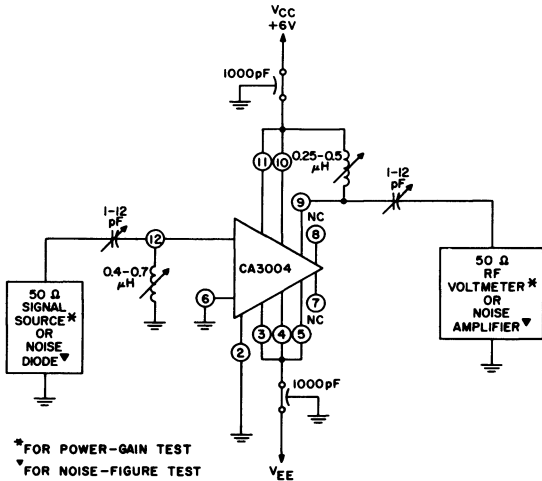 VCC
+6V
1000pF
0.25-0.5
μH
11
10
1-12
pF
9
NC
8
1-12
pF
12
CA3004
0.4-0.7
μH
6
7
NC
50 Ω
SIGNAL
SOURCE*
OR
NOISE
DIODE▼
50 Ω
RF
VOLTMETER*
OR
NOISE
AMPLIFIER▼
3
4
5
2
1000pF
*FOR POWER-GAIN TEST
▼FOR NOISE-FIGURE TEST
VEE